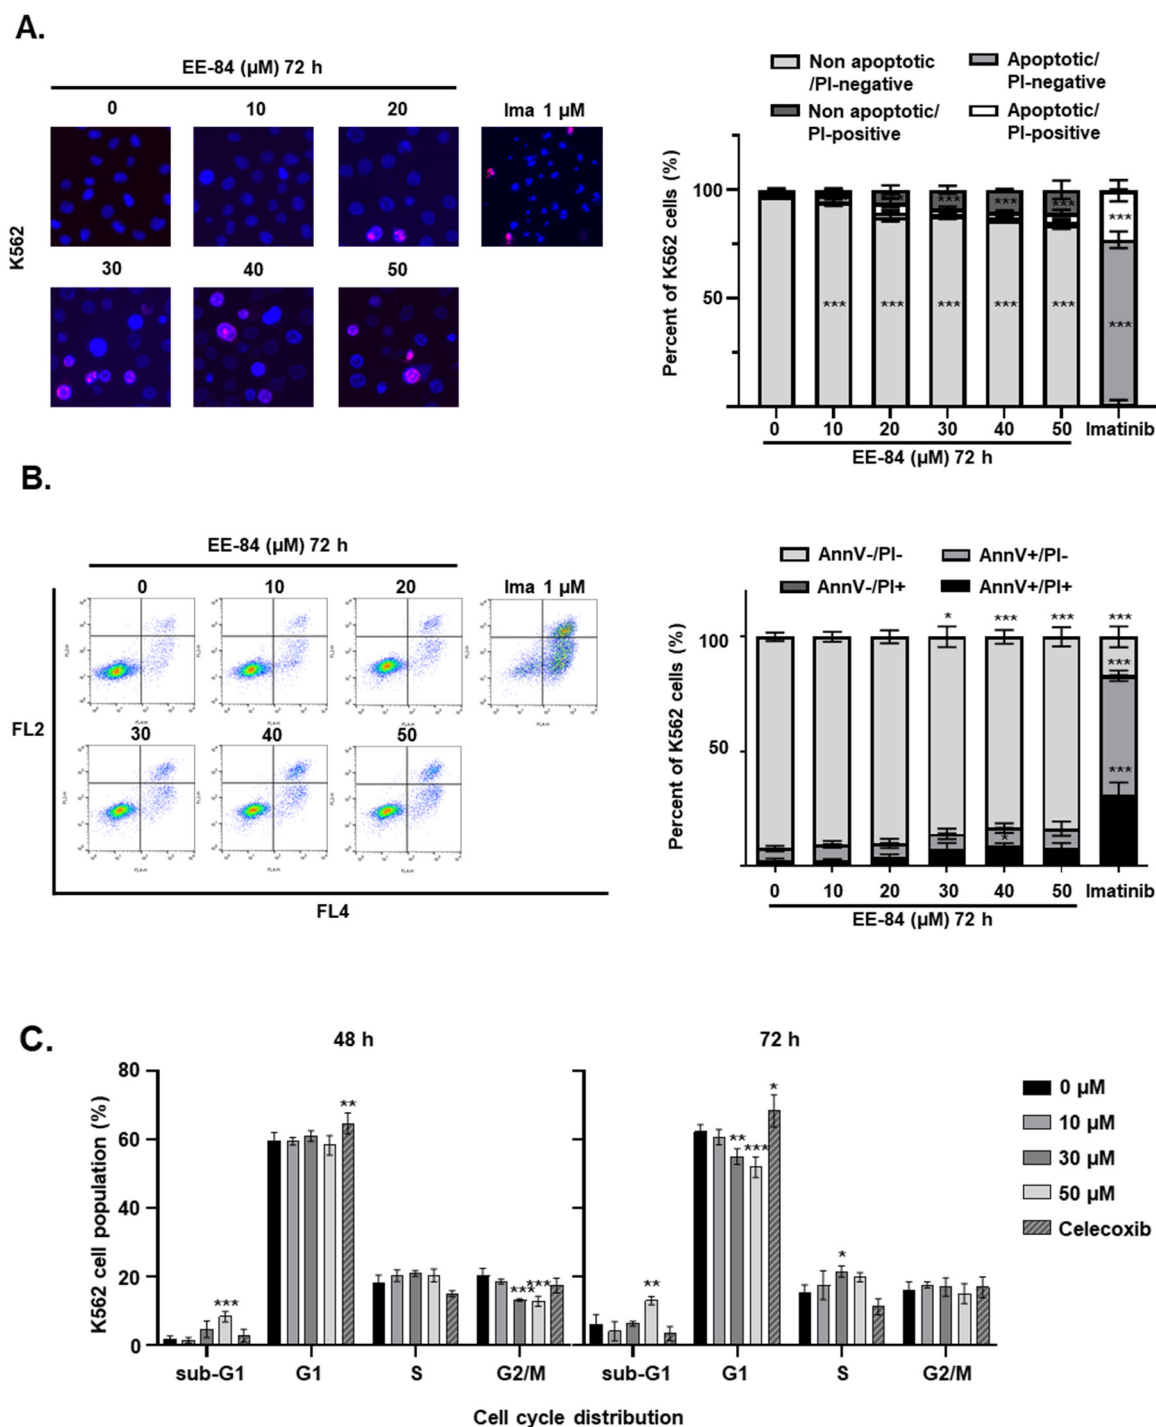 A.
EE-84 (µM) 72 h
0 10 20 Ima 1 µM
K562
30 40 50
Non apoptotic /PI-negative
Apoptotic/ PI-negative
Non apoptotic/ PI-positive
Apoptotic/ PI-positive
Percent of K562 cells (%)
100
50
*** *** *** *** ***
*** *** *** *** ***
***
0 10 20 30 40 50 Imatinib
EE-84 (µM) 72 h
B.
EE-84 (µM) 72 h
0 10 20 Ima 1 µM
30 40 50
FL2
FL4
AnnV-/PI- AnnV+/PI-
AnnV-/PI+ AnnV+/PI+
Percent of K562 cells (%)
100
50
* *** *** ***
***
***
*
0 10 20 30 40 50 Imatinib
EE-84 (µM) 72 h
C.
48 h 72 h
K562 cell population (%)
80
60
40
20
0
*** ** *** ***
** ** *** * *
sub-G1 G1 S G2/M sub-G1 G1 S G2/M
Cell cycle distribution
0 µM
10 µM
30 µM
50 µM
Celecoxib